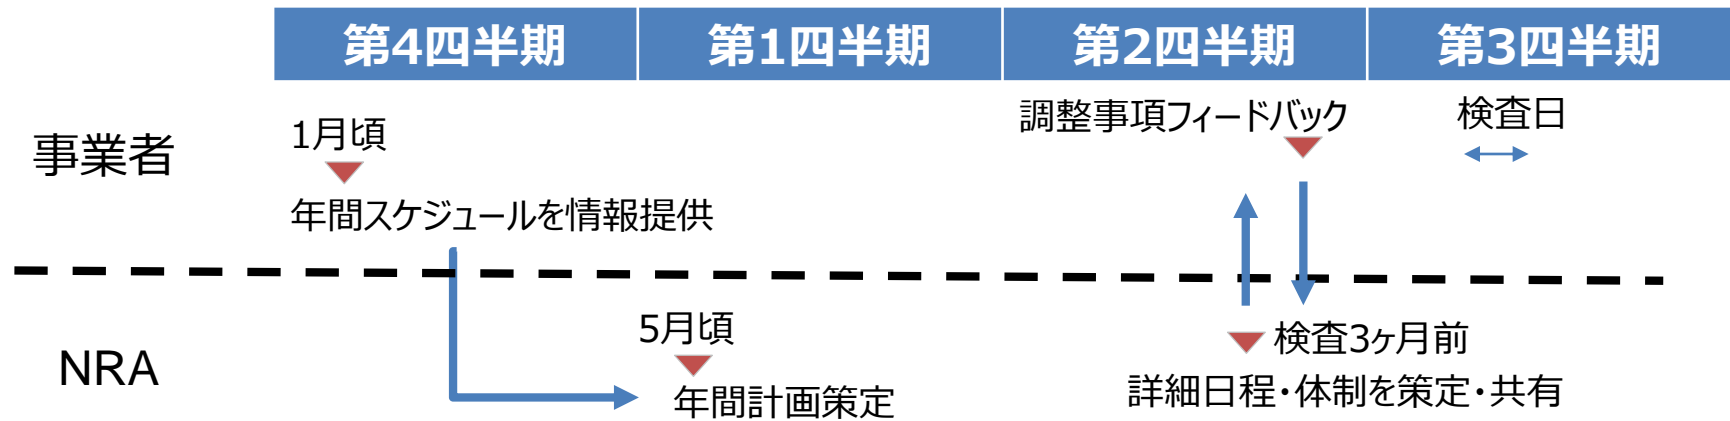 第4四半期 第1四半期 第2四半期 第3四半期
事業者
1月頃
年間スケジュールを情報提供
調整事項フィードバック
検査日
NRA
5月頃
年間計画策定
検査3ヶ月前
詳細日程・体制を策定・共有